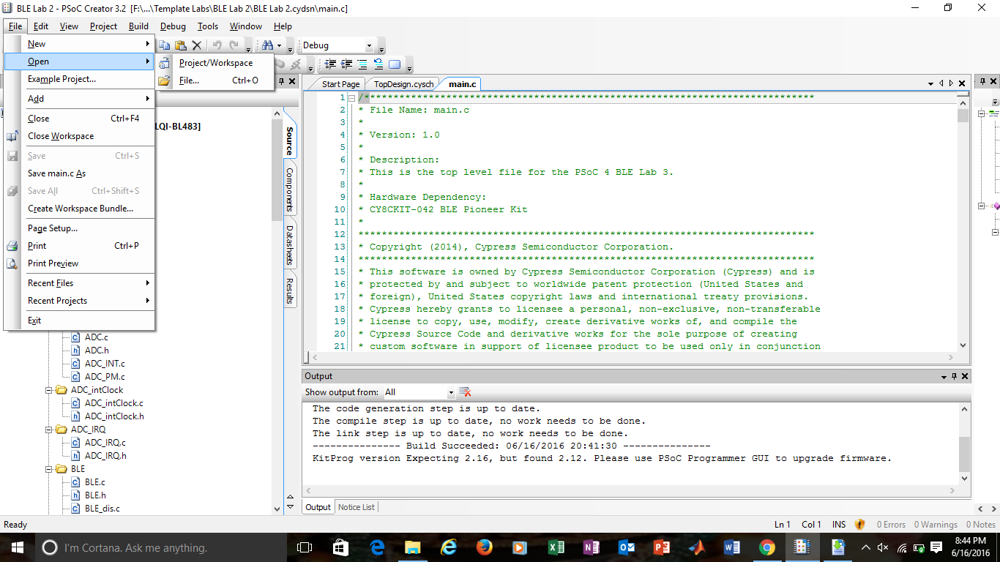 BLE Lab 2 - PSoC Creator 3.2 [F:\...\Template Labs\BLE Lab 2\BLE Lab 2.cydsn\main.c]
File Edit View Project Build Debug Tools Window Help
New
Open
Example Project...
Add
Close Ctrl+F4
Close Workspace
Save Ctrl+S
Save main.c As
Save All Ctrl+Shift+S
Create Workspace Bundle...
Page Setup...
Print Ctrl+P
Print Preview
Recent Files
Recent Projects
Exit
Project/Workspace
File... Ctrl+O
Debug
LQI-BL483]
ADC.c
ADC.h
ADC_INT.c
ADC_PM.c
ADC_intClock
ADC_intClock.c
ADC_intClock.h
ADC_IRQ
ADC_IRQ.c
ADC_IRQ.h
BLE
BLE.c
BLE.h
BLE_dis.c
Source
Components
Datasheets
Results
Start Page TopDesign.cysch main.c
1 /*******************************************************************************
2 * File Name: main.c
3 *
4 * Version: 1.0
5 *
6 * Description:
7 * This is the top level file for the PSoC 4 BLE Lab 3.
8 *
9 * Hardware Dependency:
10 * CY8CKIT-042 BLE Pioneer Kit
11 *
12 ********************************************************************************
13 * Copyright (2014), Cypress Semiconductor Corporation.
14 ********************************************************************************
15 * This software is owned by Cypress Semiconductor Corporation (Cypress) and is
16 * protected by and subject to worldwide patent protection (United States and
17 * foreign), United States copyright laws and international treaty provisions.
18 * Cypress hereby grants to licensee a personal, non-exclusive, non-transferable
19 * license to copy, use, modify, create derivative works of, and compile the
20 * Cypress Source Code and derivative works for the sole purpose of creating
21 * custom software in support of licensee product to be used only in conjunction
Output
Show output from: All
The code generation step is up to date.
The compile step is up to date, no work needs to be done.
The link step is up to date, no work needs to be done.
--------------- Build Succeeded: 06/16/2016 20:41:30 ---------------
KitProg version Expecting 2.16, but found 2.12. Please use PSoC Programmer GUI to upgrade firmware.
Output Notice List
Ready Ln 1 Col 1 INS 0 Errors 0 Warnings 0 Notes
I'm Cortana. Ask me anything.
8:44 PM
6/16/2016